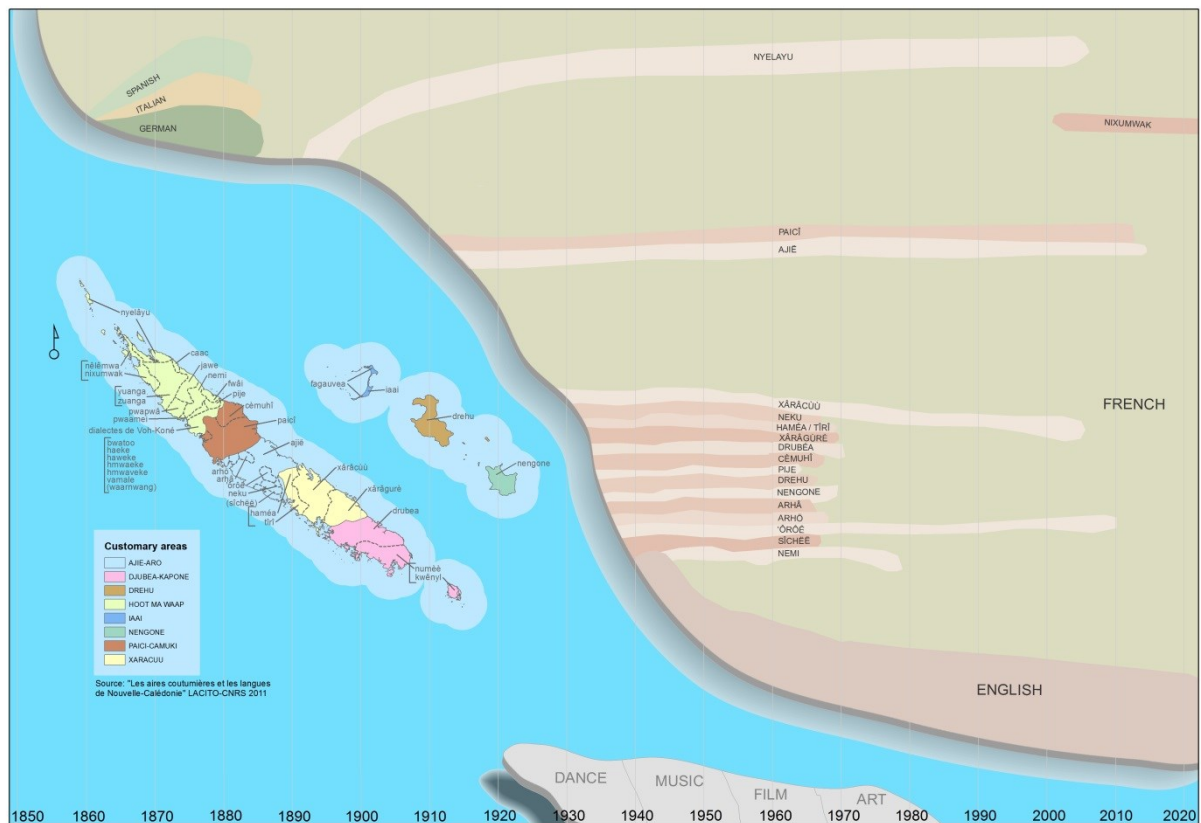 SPANISH
ITALIAN
GERMAN
NYELAYU
NIXUMWAK
PAICÎ
AJIË
FRENCH
nyelâyu
caac
jawe
nemi
fwâi
pije
cèmuhî
paicî
nêlêmwa
nixumwak
yuanga
zuanga
pwapwâ
pwaamei
dialectes de Voh-Koné
bwatoo
haeke
haweke
hmwaeke
hmwaveke
vamale
(waamwang)
fagauvea
iaai
drehu
nengone
ajië
arhö
arhâ
ôrôê
neku
(sîchëë)
haméa
tîrî
xârâcùù
xârâgurè
drubea
numèè
kwênyï
XÂRÂCÙÙ
NEKU
HAMÉA / TÎRÎ
XÂRÂGÙRÈ
DRUBÉA
CÈMUHÎ
PIJE
DREHU
NENGONE
ARHÂ
ARHÖ
'ÔRÔÊ
SÎCHËË
NEMI
Customary areas
AJIE-ARO
DJUBEA-KAPONE
DREHU
HOOT MA WAAP
IAAI
NENGONE
PAICI-CAMUKI
XARACUU
Source: "Les aires coutumières et les langues
de Nouvelle-Calédonie" LACITO-CNRS 2011
ENGLISH
DANCE
MUSIC
FILM
ART
1850 1860 1870 1880 1890 1900 1910 1920 1930 1940 1950 1960 1970 1980 1990 2000 2010 2020